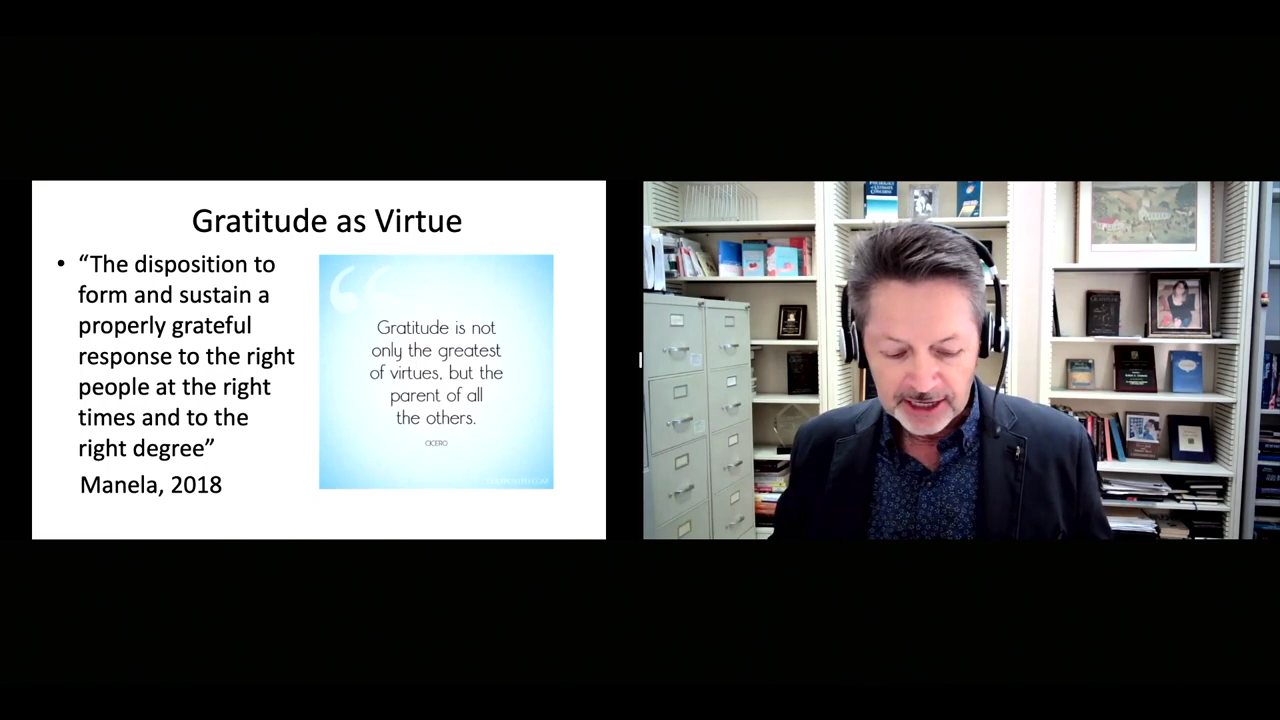 Gratitude as Virtue
• “The disposition to
form and sustain a
properly grateful
response to the right
people at the right
times and to the
right degree”
Manela, 2018
Gratitude is not
only the greatest
of virtues, but the
parent of all
the others.
CICERO